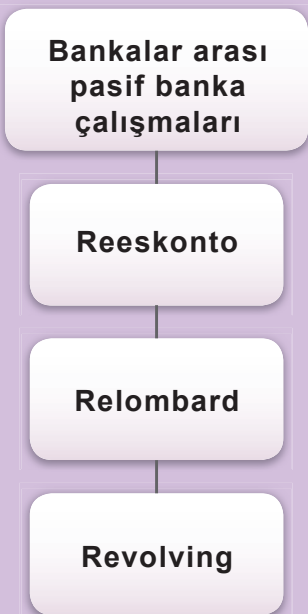 Bankalar arası
pasif banka
çalışmaları
Reeskonto
Relombard
Revolving